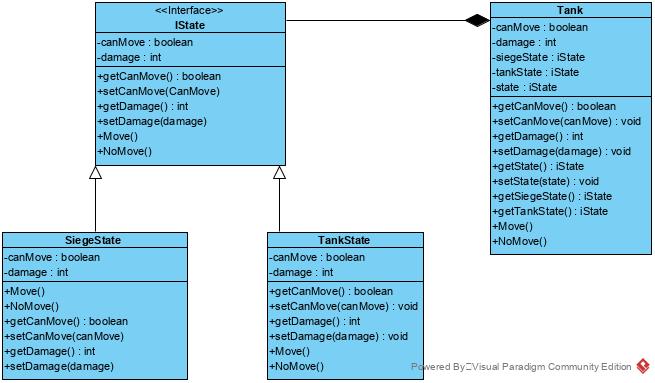 <<Interface>>
IState
-canMove : boolean
-damage : int
+getCanMove() : boolean
+setCanMove(CanMove)
+getDamage() : int
+setDamage(damage)
+Move()
+NoMove()
Tank
-canMove : boolean
-damage : int
-siegeState : iState
-tankState : iState
-state : iState
+getCanMove() : boolean
+setCanMove(canMove) : void
+getDamage() : int
+setDamage(damage) : void
+getState() : iState
+setState(state) : void
+getSiegeState() : iState
+getTankState() : iState
+Move()
+NoMove()
SiegeState
-canMove : boolean
-damage : int
+Move()
+NoMove()
+getCanMove() : boolean
+setCanMove(canMove)
+getDamage() : int
+setDamage(damage)
TankState
-canMove : boolean
-damage : int
+getCanMove() : boolean
+setCanMove(canMove) : void
+getDamage() : int
+setDamage(damage) : void
+Move()
+NoMove()
Powered By Visual Paradigm Community Edition